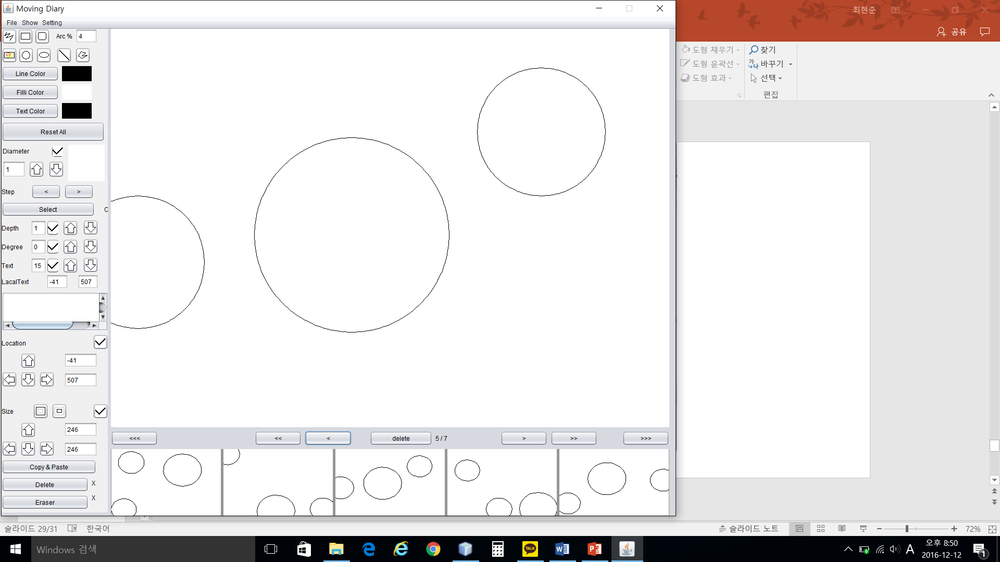 Moving Diary
최현준
File Show Setting
공유
Arc % 4
도형 채우기
찾기
도형 윤곽선
바꾸기
도형 효과
선택
편집
Line Color
Filli Color
Text Color
Reset All
Diameter
1
Step < >
Select
Depth 1
Degree 0
Text 15
LacalText -41 507
Location
-41
507
Size
246
246
Copy & Paste
Delete X
Eraser X
<<< << < delete 5 / 7 > >> >>>
슬라이드 29/31 한국어
슬라이드 노트
72%
Windows 검색
TALK
A
오후 8:50
2016-12-12
1